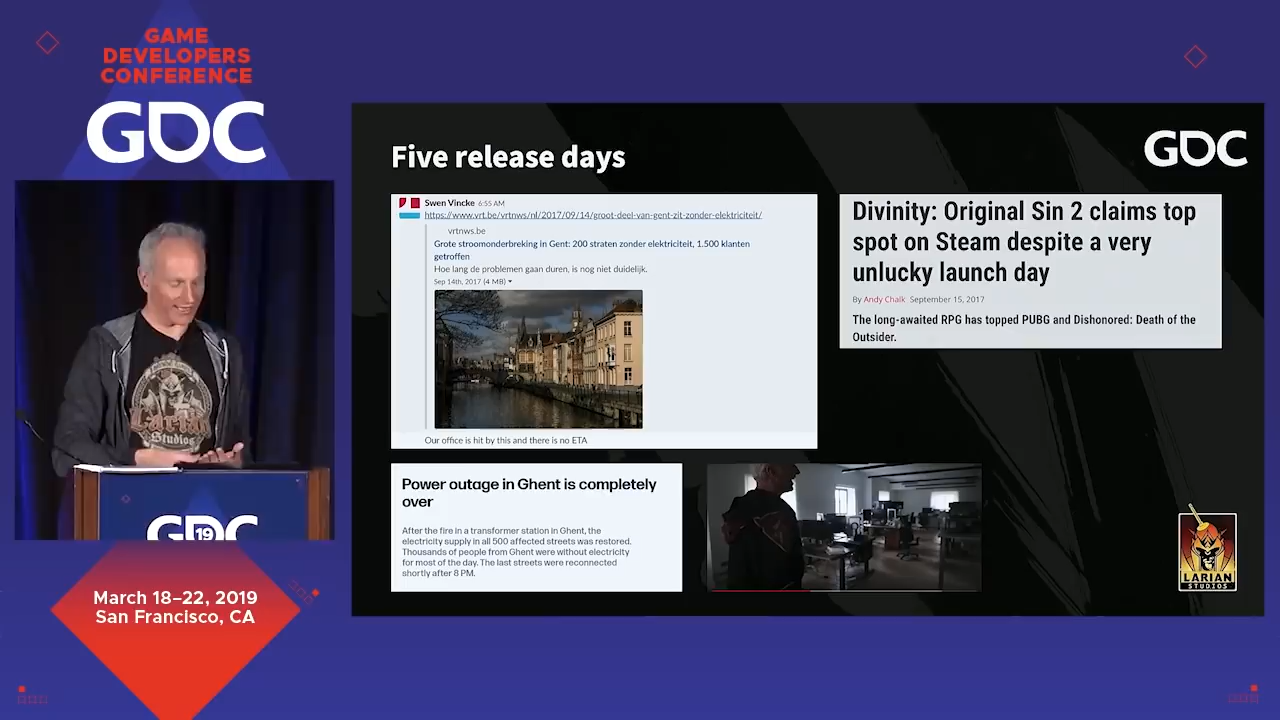 GAME
DEVELOPERS
CONFERENCE
GDC
Larian
Studios
GDC
19
March 18–22, 2019
San Francisco, CA
Five release days
GDC
Swen Vincke 6:55 AM
https://www.vrt.be/vrtnws/nl/2017/09/14/groot-deel-van-gent-zit-zonder-elektriciteit/
vrtnws.be
Grote stroomonderbreking in Gent: 200 straten zonder elektriciteit, 1.500 klanten
getroffen
Hoe lang de problemen gaan duren, is nog niet duidelijk.
Sep 14th, 2017 (4 MB)
Our office is hit by this and there is no ETA
Divinity: Original Sin 2 claims top
spot on Steam despite a very
unlucky launch day
By Andy Chalk September 15, 2017
The long-awaited RPG has topped PUBG and Dishonored: Death of the
Outsider.
Power outage in Ghent is completely
over
After the fire in a transformer station in Ghent, the
electricity supply in all 500 affected streets was restored.
Thousands of people from Ghent were without electricity
for most of the day. The last streets were reconnected
shortly after 8 PM.
LARIAN
STUDIOS